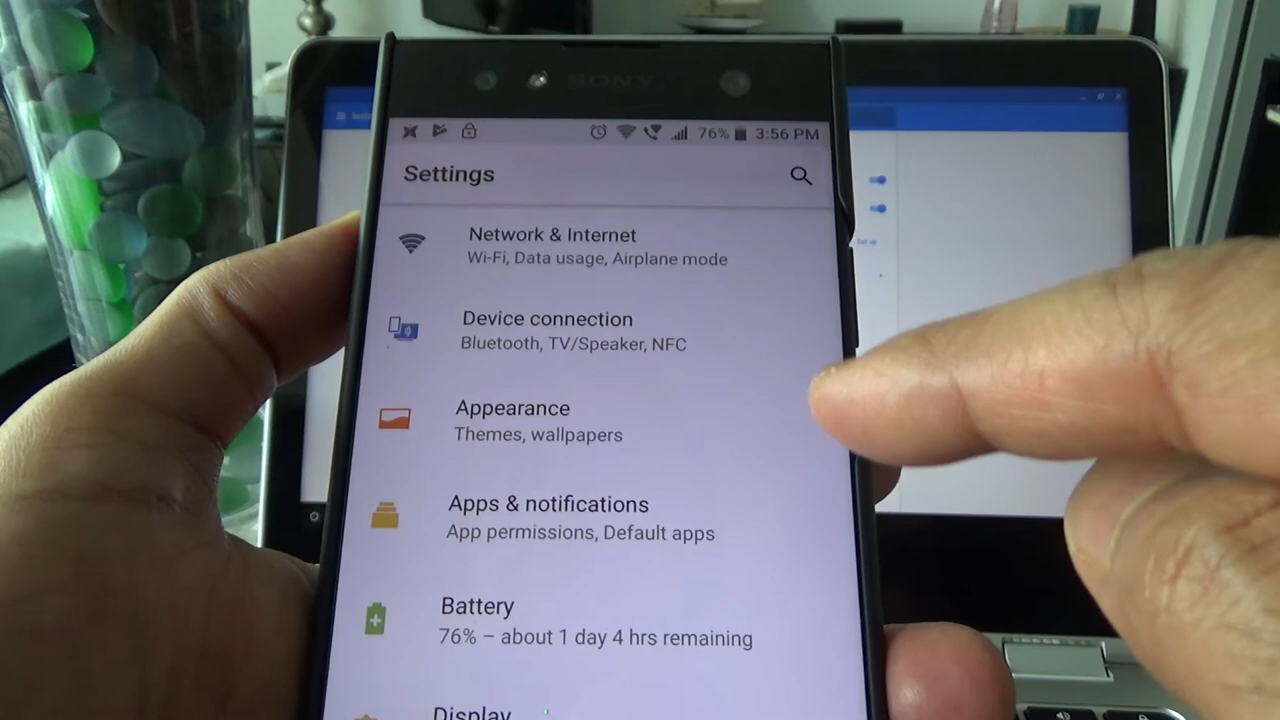 SONY
76% 3:56 PM
Settings
Network & Internet
Wi-Fi, Data usage, Airplane mode
Device connection
Bluetooth, TV/Speaker, NFC
Appearance
Themes, wallpapers
Apps & notifications
App permissions, Default apps
Battery
76% – about 1 day 4 hrs remaining
Display
Set up